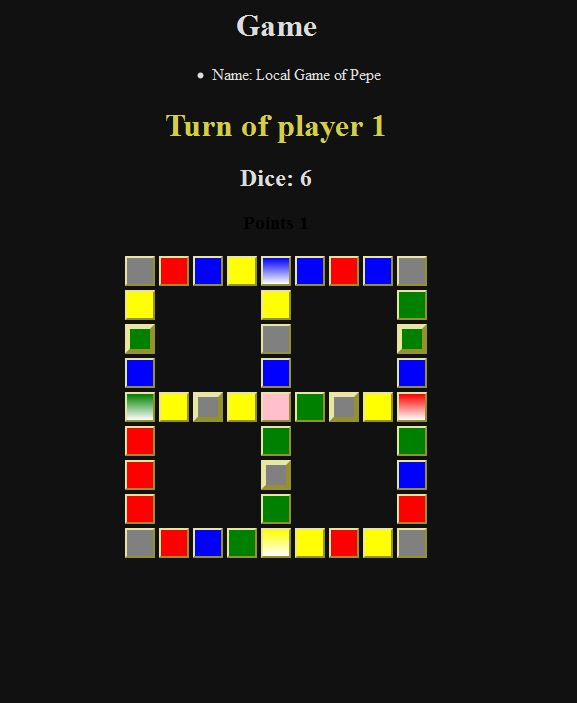 Game
Name: Local Game of Pepe
Turn of player 1
Dice: 6
Points 1